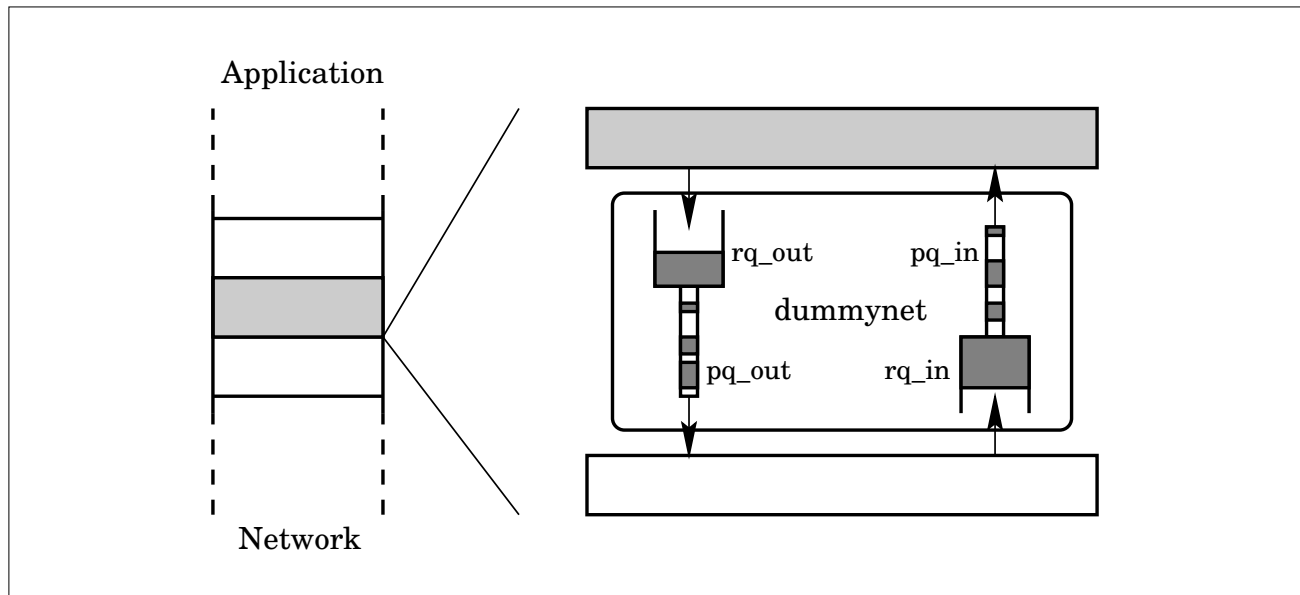 Application
rq_out
pq_in
dummynet
pq_out
rq_in
Network